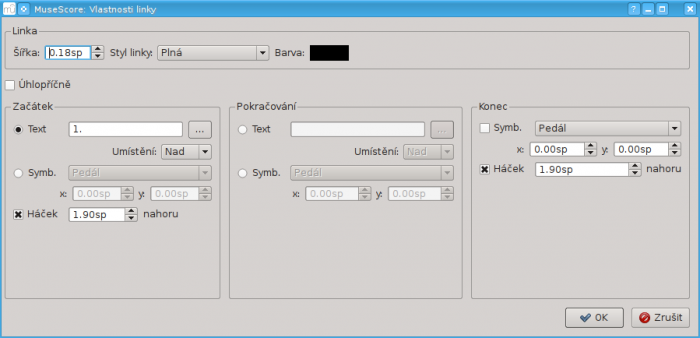 MuseScore: Vlastnosti linky
Linka
Šířka: 0.18sp Styl linky: Plná Barva:
Úhlopříčně
Začátek
Text 1. ...
Umístění: Nad
Symb. Pedál
x: 0.00sp y: 0.00sp
Háček 1.90sp nahoru
Pokračování
Text ...
Umístění: Nad
Symb. Pedál
x: 0.00sp y: 0.00sp
Konec
Symb. Pedál
x: 0.00sp y: 0.00sp
Háček 1.90sp nahoru
OK Zrušit